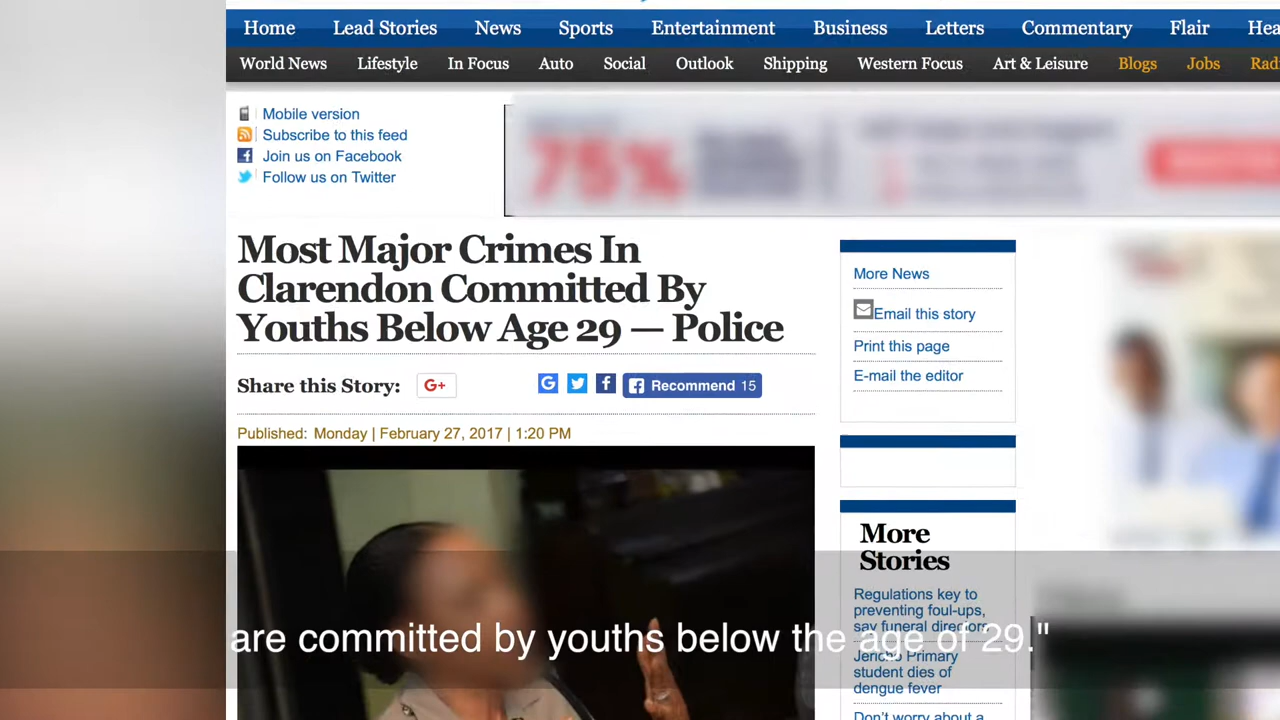 Home Lead Stories News Sports Entertainment Business Letters Commentary Flair Hea
World News Lifestyle In Focus Auto Social Outlook Shipping Western Focus Art & Leisure Blogs Jobs Rad
Mobile version
Subscribe to this feed
Join us on Facebook
Follow us on Twitter
75%
Most Major Crimes In
Clarendon Committed By
Youths Below Age 29 — Police
Share this Story: G+ Recommend 15
Published: Monday | February 27, 2017 | 1:20 PM
More News
Email this story
Print this page
E-mail the editor
More
Stories
Regulations key to
preventing foul-ups,
say funeral directors
Jericho Primary
student dies of
dengue fever
Don't worry about a
are committed by youths below the age of 29."